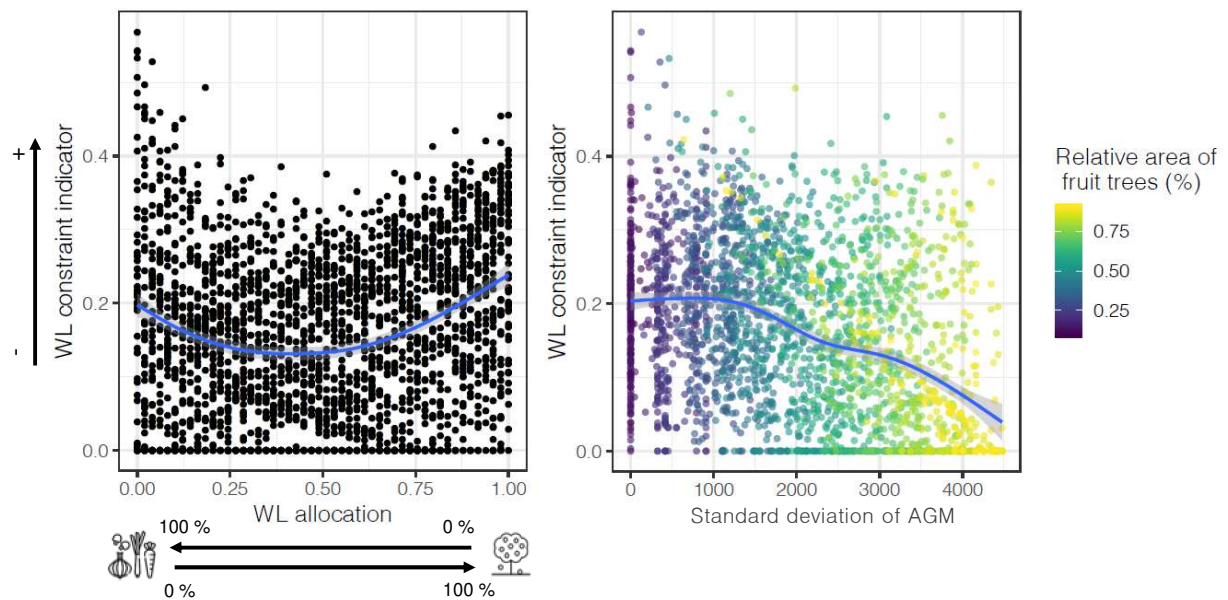 +
-
WL constraint indicator
0.4
0.2
0.0
0.00 0.25 0.50 0.75 1.00
WL allocation
100 % 0 %
0 % 100 %
WL constraint indicator
0.4
0.2
0.0
0 1000 2000 3000 4000
Standard deviation of AGM
Relative area of
fruit trees (%)
0.75
0.50
0.25